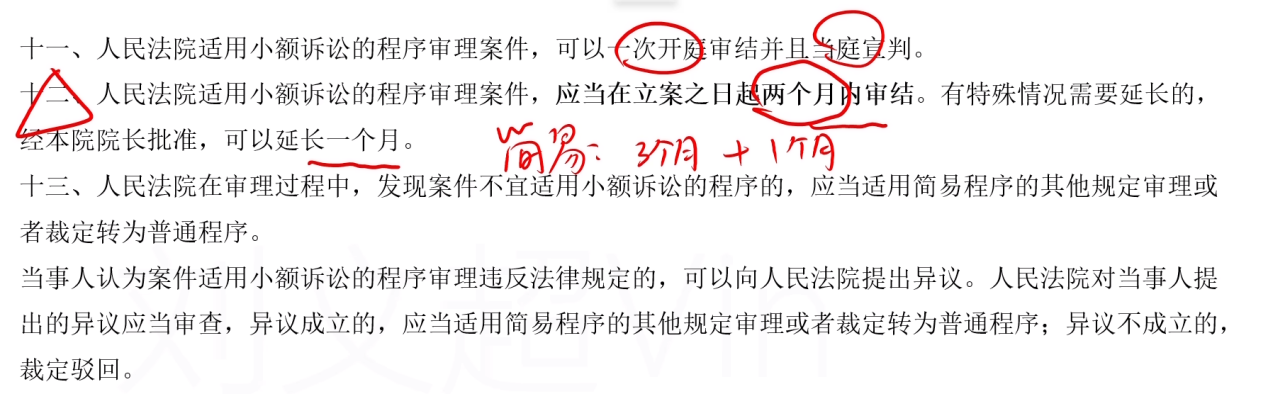 十一、人民法院适用小额诉讼的程序审理案件，可以一次开庭审结并且当庭宣判。
十二、人民法院适用小额诉讼的程序审理案件，应当在立案之日起两个月内审结。有特殊情况需要延长的，
经本院院长批准，可以延长一个月。
简易：3个月 + 1个月
十三、人民法院在审理过程中，发现案件不宜适用小额诉讼的程序的，应当适用简易程序的其他规定审理或
者裁定转为普通程序。
当事人认为案件适用小额诉讼的程序审理违反法律规定的，可以向人民法院提出异议。人民法院对当事人提
出的异议应当审查，异议成立的，应当适用简易程序的其他规定审理或者裁定转为普通程序；异议不成立的，
裁定驳回。